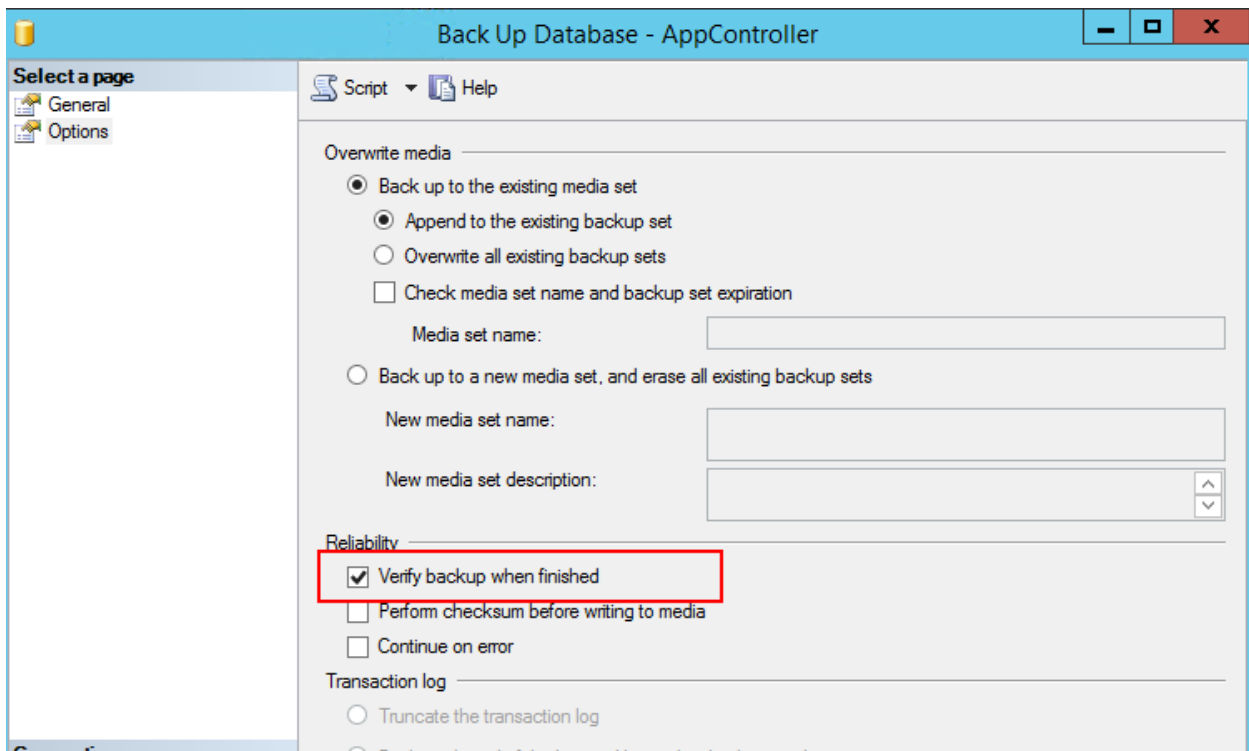 Back Up Database - AppController
Select a page
General
Options
Script
Help
Overwrite media
Back up to the existing media set
Append to the existing backup set
Overwrite all existing backup sets
Check media set name and backup set expiration
Media set name:
Back up to a new media set, and erase all existing backup sets
New media set name:
New media set description:
Reliability
Verify backup when finished
Perform checksum before writing to media
Continue on error
Transaction log
Truncate the transaction log